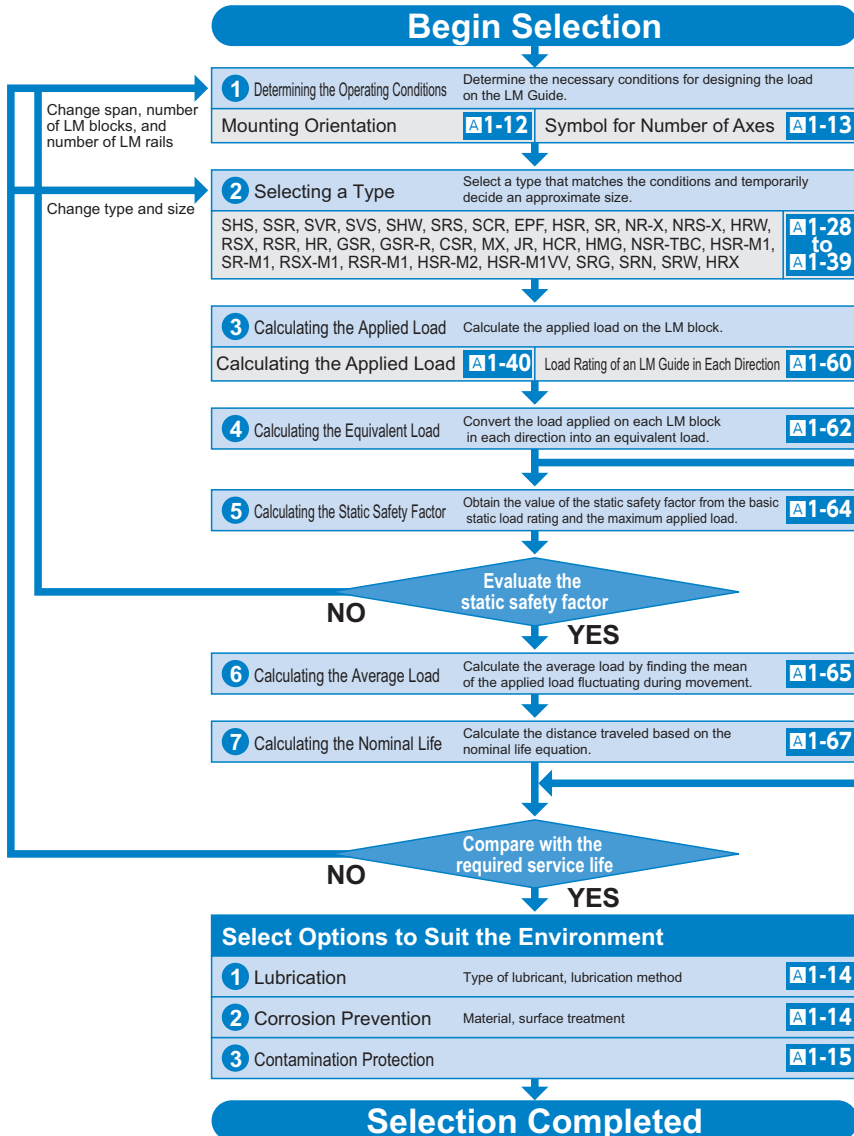 Begin Selection
1 Determining the Operating Conditions
Determine the necessary conditions for designing the load
on the LM Guide.
Change span, number
of LM blocks, and
number of LM rails
Mounting Orientation A1-12 Symbol for Number of Axes A1-13
2 Selecting a Type
Select a type that matches the conditions and temporarily
decide an approximate size.
Change type and size
SHS, SSR, SVR, SVS, SHW, SRS, SCR, EPF, HSR, SR, NR-X, NRS-X, HRW,
RSX, RSR, HR, GSR, GSR-R, CSR, MX, JR, HCR, HMG, NSR-TBC, HSR-M1,
SR-M1, RSX-M1, RSR-M1, HSR-M2, HSR-M1VV, SRG, SRN, SRW, HRX
A1-28
to
A1-39
3 Calculating the Applied Load Calculate the applied load on the LM block.
Calculating the Applied Load A1-40 Load Rating of an LM Guide in Each Direction A1-60
4 Calculating the Equivalent Load
Convert the load applied on each LM block
in each direction into an equivalent load.
A1-62
5 Calculating the Static Safety Factor
Obtain the value of the static safety factor from the basic
static load rating and the maximum applied load.
A1-64
Evaluate the
static safety factor
NO
YES
6 Calculating the Average Load
Calculate the average load by finding the mean
of the applied load fluctuating during movement.
A1-65
7 Calculating the Nominal Life
Calculate the distance traveled based on the
nominal life equation.
A1-67
Compare with the
required service life
NO
YES
Select Options to Suit the Environment
1 Lubrication Type of lubricant, lubrication method A1-14
2 Corrosion Prevention Material, surface treatment A1-14
3 Contamination Protection A1-15
Selection Completed